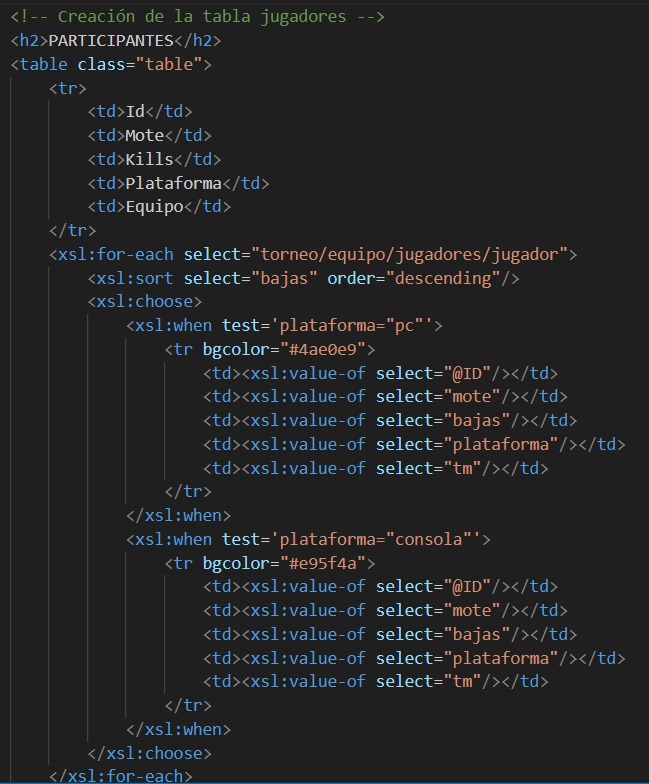 <!-- Creación de la tabla jugadores -->
<h2>PARTICIPANTES</h2>
<table class="table">
    <tr>
        <td>Id</td>
        <td>Mote</td>
        <td>Kills</td>
        <td>Plataforma</td>
        <td>Equipo</td>
    </tr>
    <xsl:for-each select="torneo/equipo/jugadores/jugador">
        <xsl:sort select="bajas" order="descending"/>
        <xsl:choose>
            <xsl:when test='plataforma="pc"'>
                <tr bgcolor="#4ae0e9">
                    <td><xsl:value-of select="@ID"/></td>
                    <td><xsl:value-of select="mote"/></td>
                    <td><xsl:value-of select="bajas"/></td>
                    <td><xsl:value-of select="plataforma"/></td>
                    <td><xsl:value-of select="tm"/></td>
                </tr>
            </xsl:when>
            <xsl:when test='plataforma="consola"'>
                <tr bgcolor="#e95f4a">
                    <td><xsl:value-of select="@ID"/></td>
                    <td><xsl:value-of select="mote"/></td>
                    <td><xsl:value-of select="bajas"/></td>
                    <td><xsl:value-of select="plataforma"/></td>
                    <td><xsl:value-of select="tm"/></td>
                </tr>
            </xsl:when>
        </xsl:choose>
    </xsl:for-each>